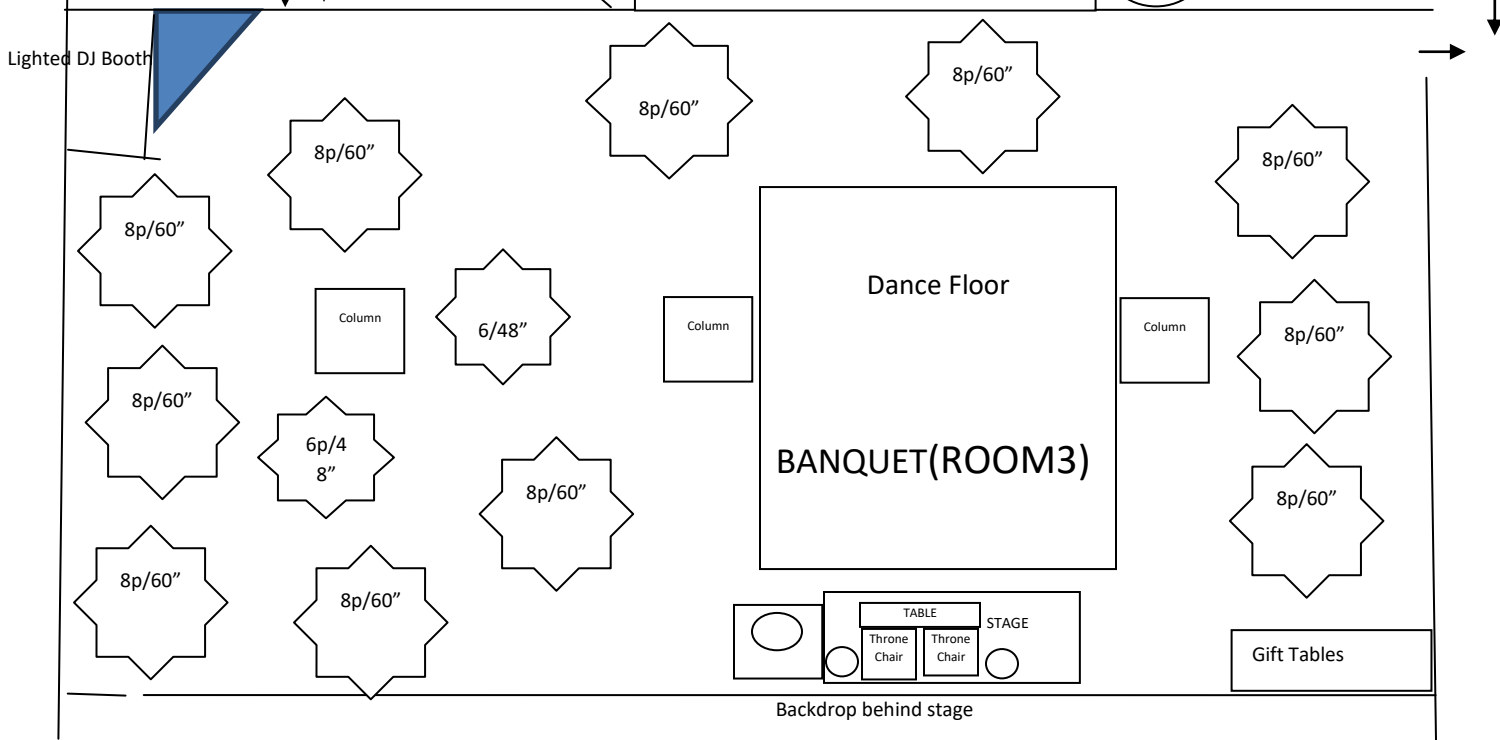 Lighted DJ Booth
8p/60”
8p/60”
8p/60”
8p/60”
8p/60”
8p/60”
Column
6/48”
Column
Dance Floor
Column
8p/60”
8p/60”
6p/4
8”
8p/60”
BANQUET(ROOM3)
8p/60”
8p/60”
8p/60”
TABLE
STAGE
Throne
Chair
Throne
Chair
Gift Tables
Backdrop behind stage